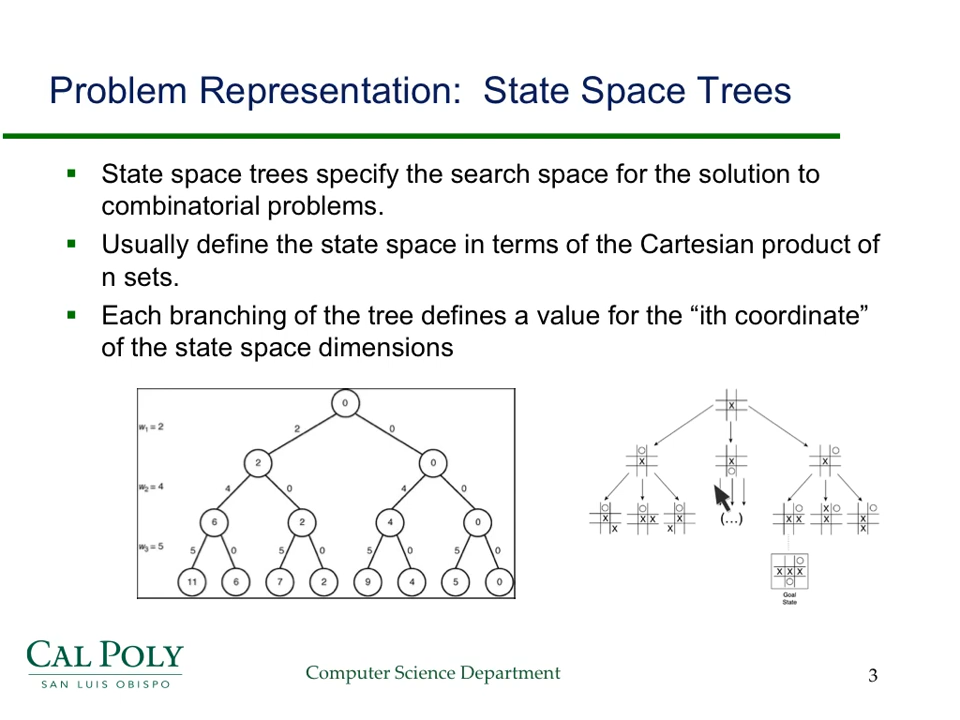 Problem Representation:  State Space Trees
▪ State space trees specify the search space for the solution to
combinatorial problems.
▪ Usually define the state space in terms of the Cartesian product of
n sets.
▪ Each branching of the tree defines a value for the “ith coordinate”
of the state space dimensions
0
w₁ = 2
2 0
2 0
w₂ = 4
4 0 4 0
6 2 4 0
w₃ = 5
5 0 5 0 5 0 5 0
11 6 7 2 9 4 5 0
X
O O
X X X
O
O O O O X O O
X X X X X X X X
X X X
(...)
O
X X X
O
Goal
State
CAL POLY
SAN LUIS OBISPO
Computer Science Department
3